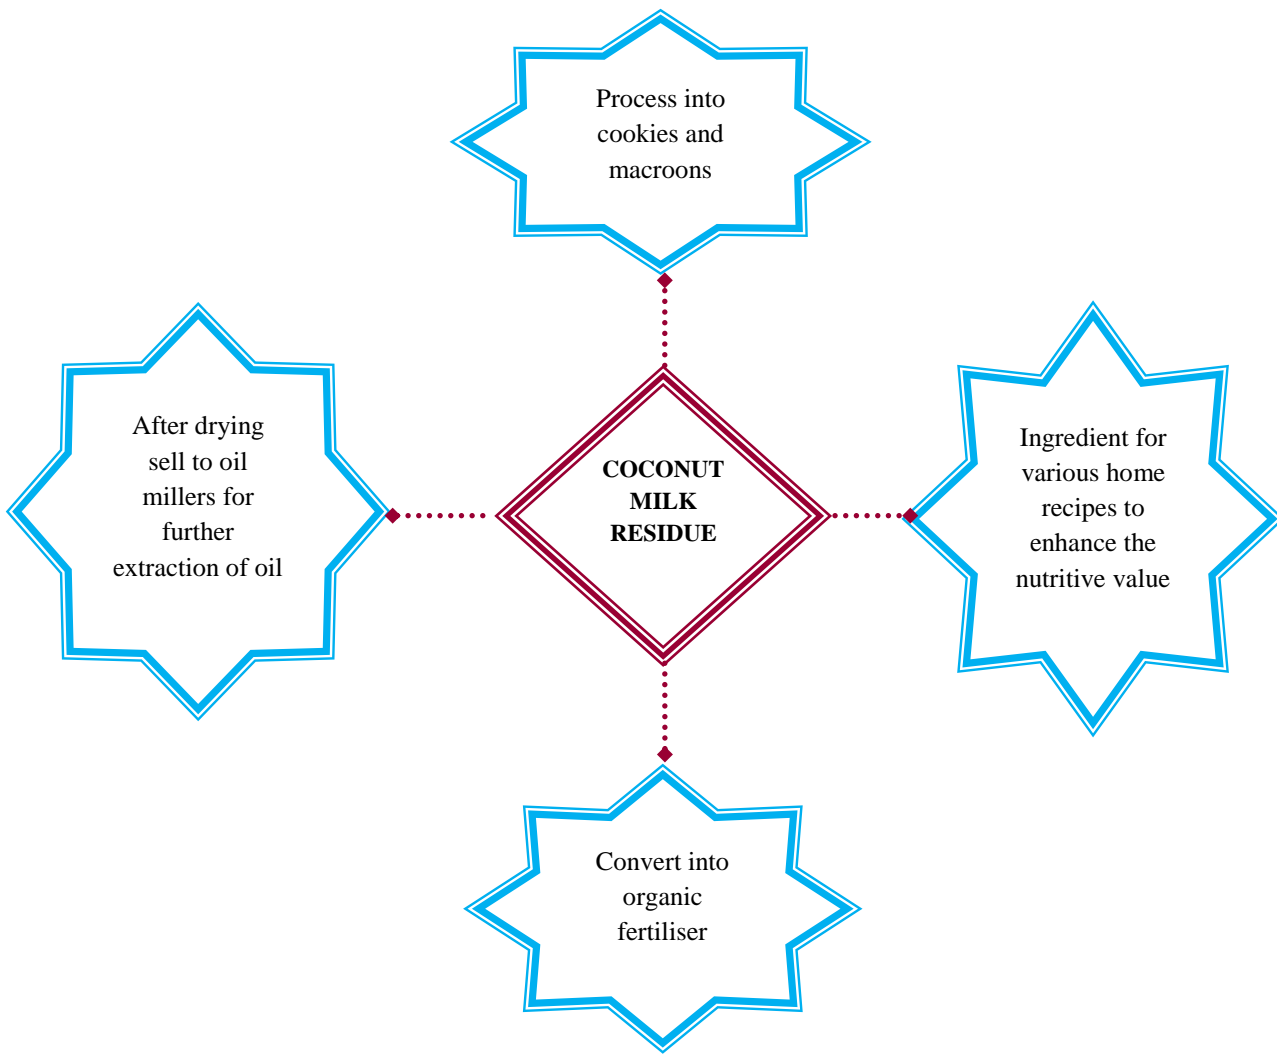 Process into
cookies and
macroons
After drying
sell to oil
millers for
further
extraction of oil
COCONUT
MILK
RESIDUE
Ingredient for
various home
recipes to
enhance the
nutritive value
Convert into
organic
fertiliser